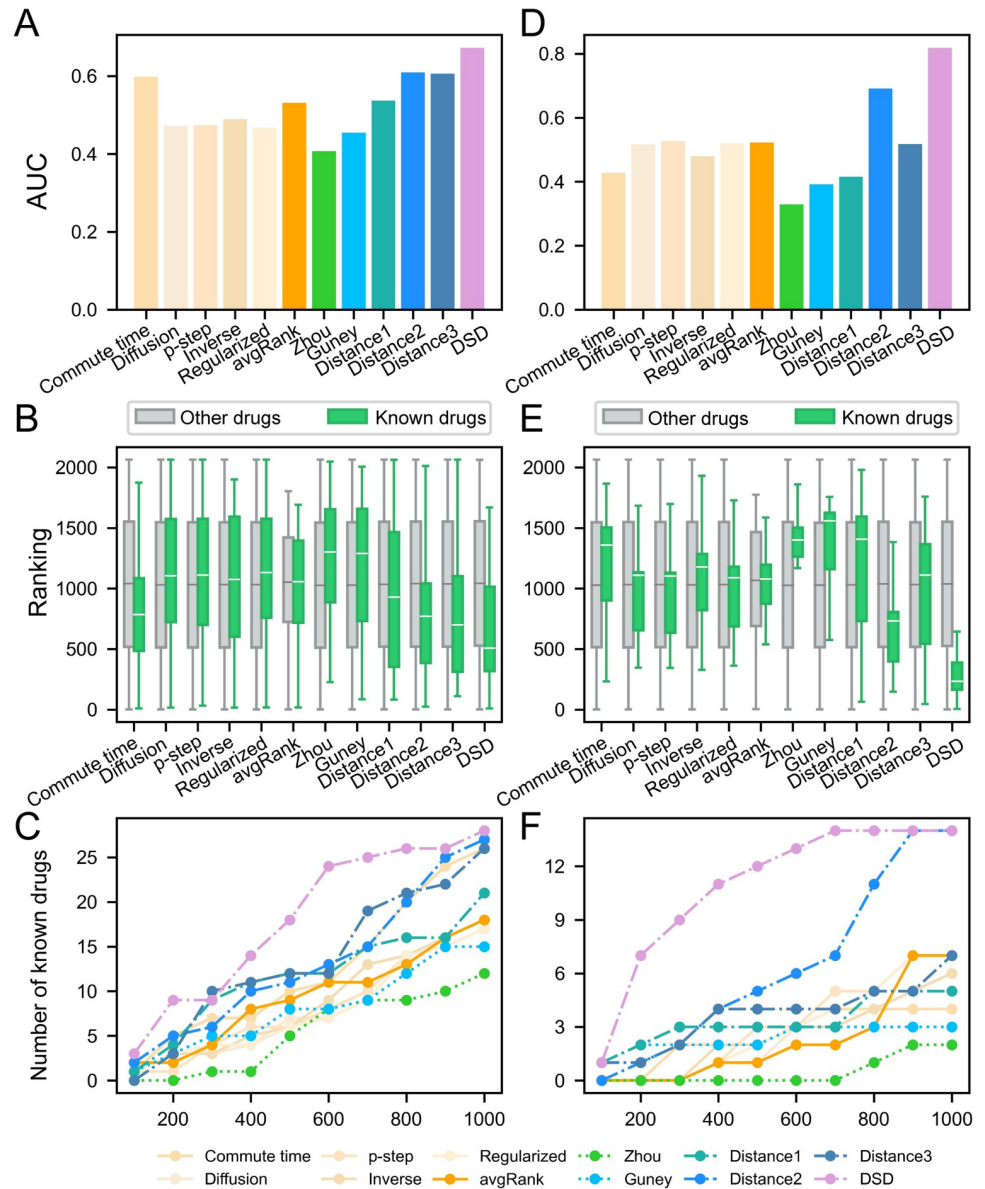 A
D
AUC
0.6
0.4
0.2
0.0
0.8
0.6
0.4
0.2
0.0
Commute time
Diffusion
p-step
Inverse
Regularized
avgRank
Zhou
Guney
Distance1
Distance2
Distance3
DSD
Commute time
Diffusion
p-step
Inverse
Regularized
avgRank
Zhou
Guney
Distance1
Distance2
Distance3
DSD
B
Other drugs Known drugs
E
Other drugs Known drugs
Ranking
2000
1500
1000
500
0
2000
1500
1000
500
0
Commute time
Diffusion
p-step
Inverse
Regularized
avgRank
Zhou
Guney
Distance1
Distance2
Distance3
DSD
Commute time
Diffusion
p-step
Inverse
Regularized
avgRank
Zhou
Guney
Distance1
Distance2
Distance3
DSD
C
F
Number of known drugs
25
20
15
10
5
0
12
9
6
3
0
200 400 600 800 1000
200 400 600 800 1000
Commute time p-step Regularized Zhou Distance1 Distance3
Diffusion Inverse avgRank Guney Distance2 DSD